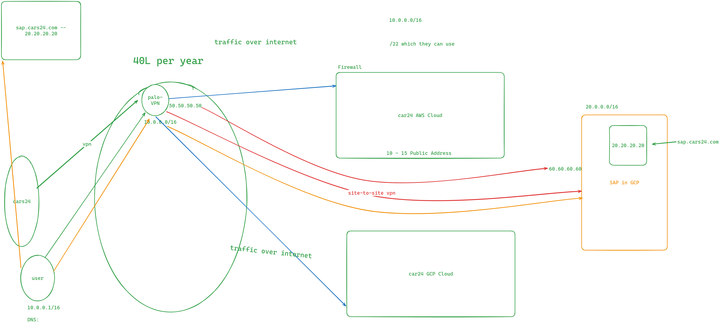 sap.cars24.com --
20.20.20.20
traffic over internet
40L per year
10.0.0.0/16
/22 which they can use
Firewall
palo-
VPN
50.50.50.50
10.0.0.0/16
car24 AWS Cloud
10 - 15 Public Address
20.0.0.0/16
20.20.20.20
sap.cars24.com
SAP in GCP
60.60.60.60
vpn
cars24
site-to-site vpn
traffic over internet
car24 GCP Cloud
user
10.0.0.1/16
DNS: